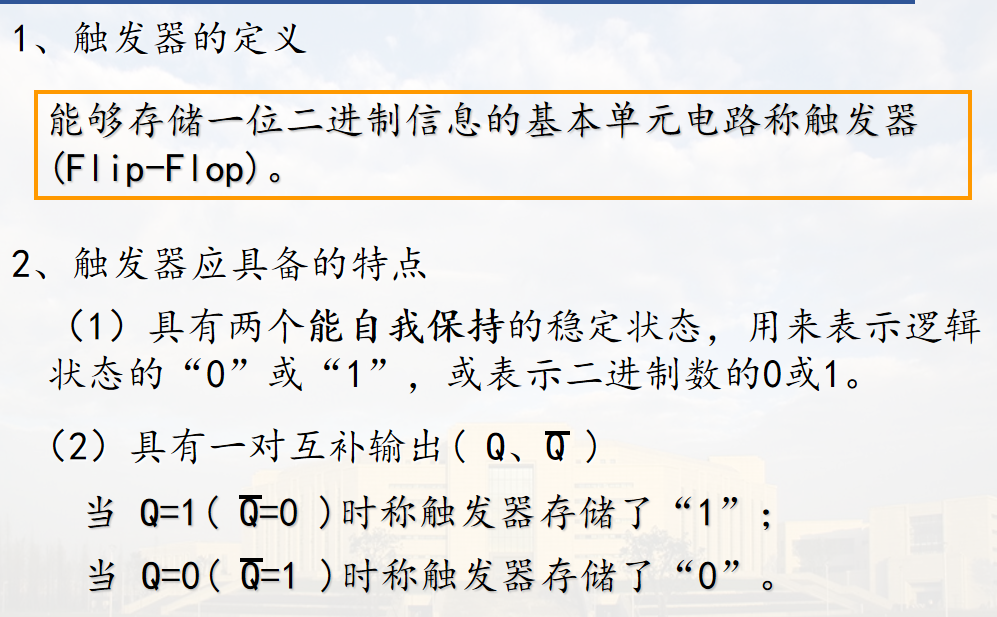 1、触发器的定义
能够存储一位二进制信息的基本单元电路称触发器
(Flip-Flop)。
2、触发器应具备的特点
（1）具有两个能自我保持的稳定状态，用来表示逻辑
状态的“0”或“1”，或表示二进制数的0或1。
（2）具有一对互补输出( Q、Q̅ )
当 Q=1( Q̅=0 )时称触发器存储了“1”；
当 Q=0( Q̅=1 )时称触发器存储了“0”。